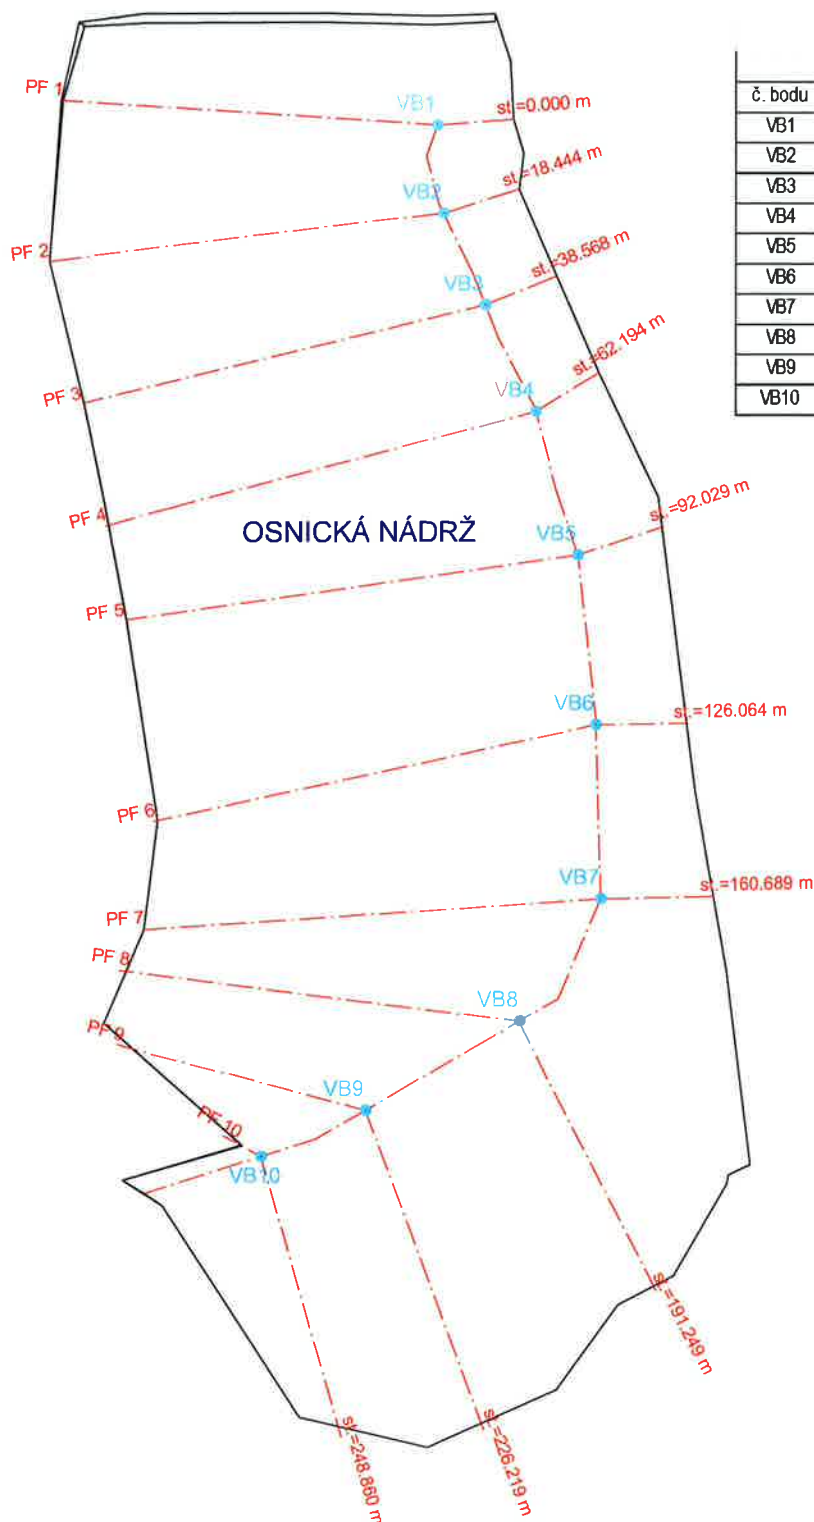 PF 1
VB1
st.=0.000 m
č. bodu
VB1
VB2
VB3
VB4
VB5
VB6
VB7
VB8
VB9
VB10
PF 2
VB2
st.=18.444 m
PF 3
VB3
st.=38.568 m
PF 4
VB4
st.=62.194 m
OSNICKÁ NÁDRŽ
PF 5
VB5
st.=92.029 m
PF 6
VB6
st.=126.064 m
PF 7
VB7
st.=160.689 m
PF 8
VB8
st.=191.249 m
PF 9
VB9
st.=226.219 m
PF 10
VB10
st.=248.860 m